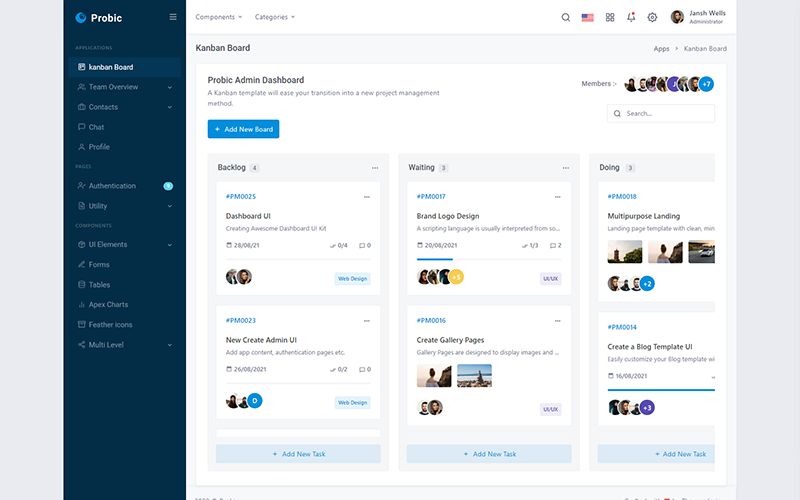 Probic
Components
Categories
Jansh Wells
Administrator
APPLICATIONS
kanban Board
Team Overview
Contacts
Chat
Profile
PAGES
Authentication
Utility
COMPONENTS
UI Elements
Forms
Tables
Apex Charts
Feather icons
Multi Level
Kanban Board
Apps > Kanban Board
Probic Admin Dashboard
A Kanban template will ease your transition into a new project management
method.
Members :-
+7
Search...
+ Add New Board
Backlog 4
#PM0025
Dashboard UI
Creating Awesome Dashboard UI Kit
28/08/21 0/4 0
Web Design
#PM0023
New Create Admin UI
Add app content, authentication pages etc.
26/08/2021 0/2 0
D
Web Design
+ Add New Task
Waiting 3
#PM0017
Brand Logo Design
A scripting language is usually interpreted from so...
20/08/2021 1/3 2
+5
UI/UX
#PM0016
Create Gallery Pages
Gallery Pages are designed to display images and ...
UI/UX
+ Add New Task
Doing 3
#PM0018
Multipurpose Landing
Landing page template with clean, min
+2
#PM0014
Create a Blog Template UI
Easily customize your Blog template wi
16/08/2021
+3
+ Add New Task